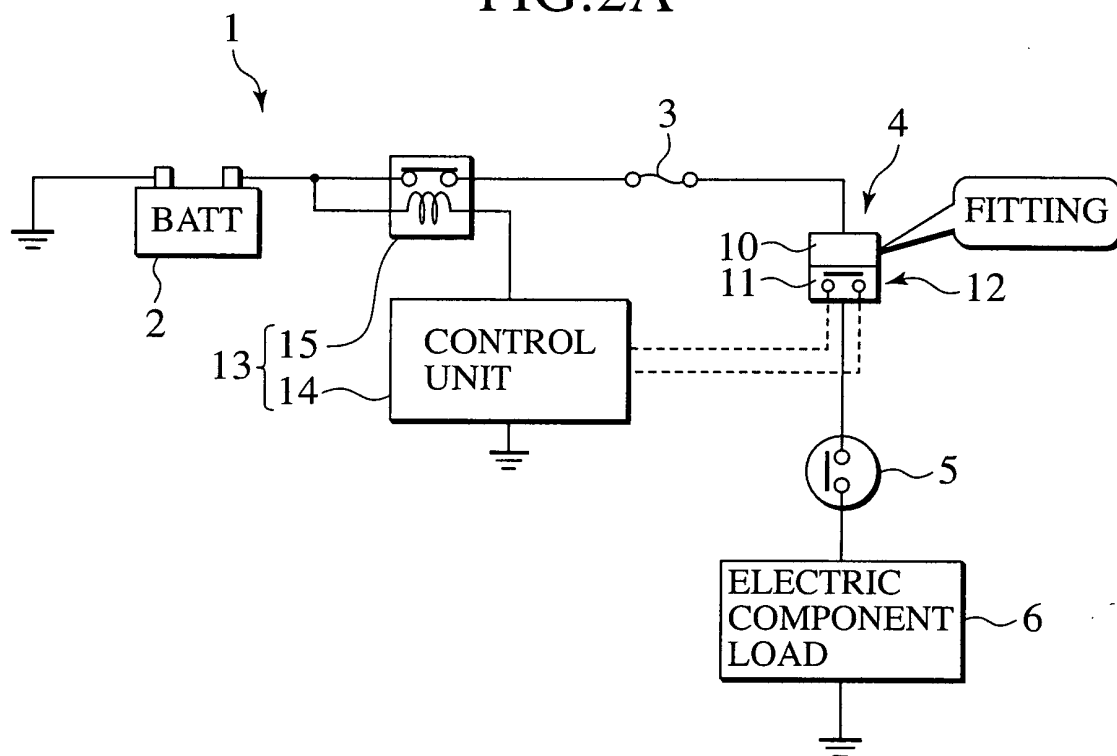 FIG.2A
1
3
4
BATT
FITTING
10
11
12
2
13 { 15
14
CONTROL
UNIT
5
ELECTRIC
COMPONENT
LOAD
6